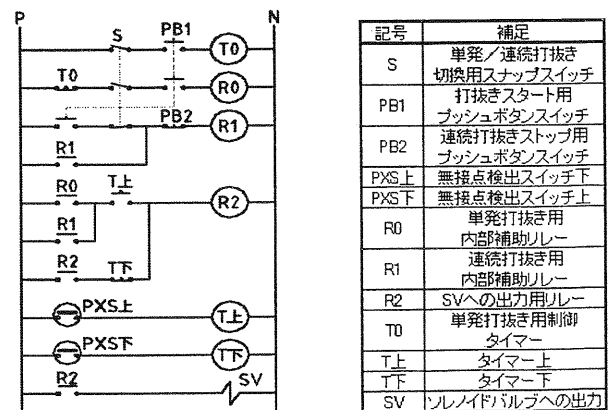 P N
S PB1 T0
T0 R0
PB2 R1
R1
R0 T上 R2
R1
R2 T下
PXS上 T上
PXS下 T下
R2 SV
記号 補足
S 単発／連続打抜き
切換用スナップスイッチ
PB1 打抜きスタート用
プッシュボタンスイッチ
PB2 連続打抜きストップ用
プッシュボタンスイッチ
PXS上 無接点検出スイッチ下
PXS下 無接点検出スイッチ上
R0 単発打抜き用
内部補助リレー
R1 連続打抜き用
内部補助リレー
R2 SVへの出力用リレー
T0 単発打抜き用制御
タイマー
T上 タイマー上
T下 タイマー下
SV ソレノイドバルブへの出力